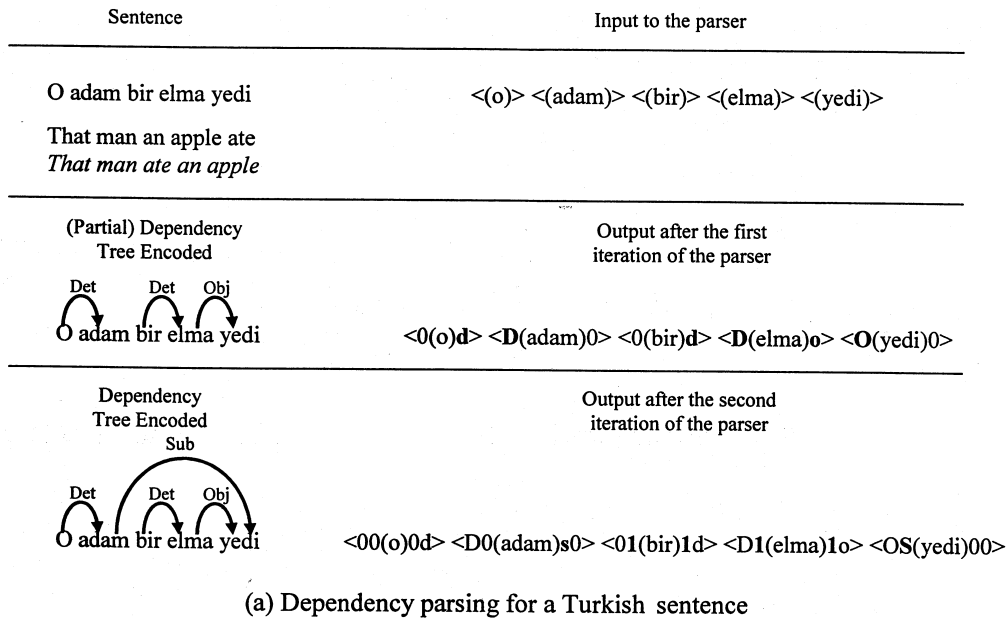 Sentence
Input to the parser
O adam bir elma yedi
<(o)> <(adam)> <(bir)> <(elma)> <(yedi)>
That man an apple ate
That man ate an apple
(Partial) Dependency
Tree Encoded
Output after the first
iteration of the parser
Det Det Obj
O adam bir elma yedi
<0(o)d> <D(adam)0> <0(bir)d> <D(elma)o> <O(yedi)0>
Dependency
Tree Encoded
Output after the second
iteration of the parser
Sub
Det Det Obj
O adam bir elma yedi
<00(o)0d> <D0(adam)s0> <01(bir)1d> <D1(elma)1o> <OS(yedi)00>
(a) Dependency parsing for a Turkish sentence